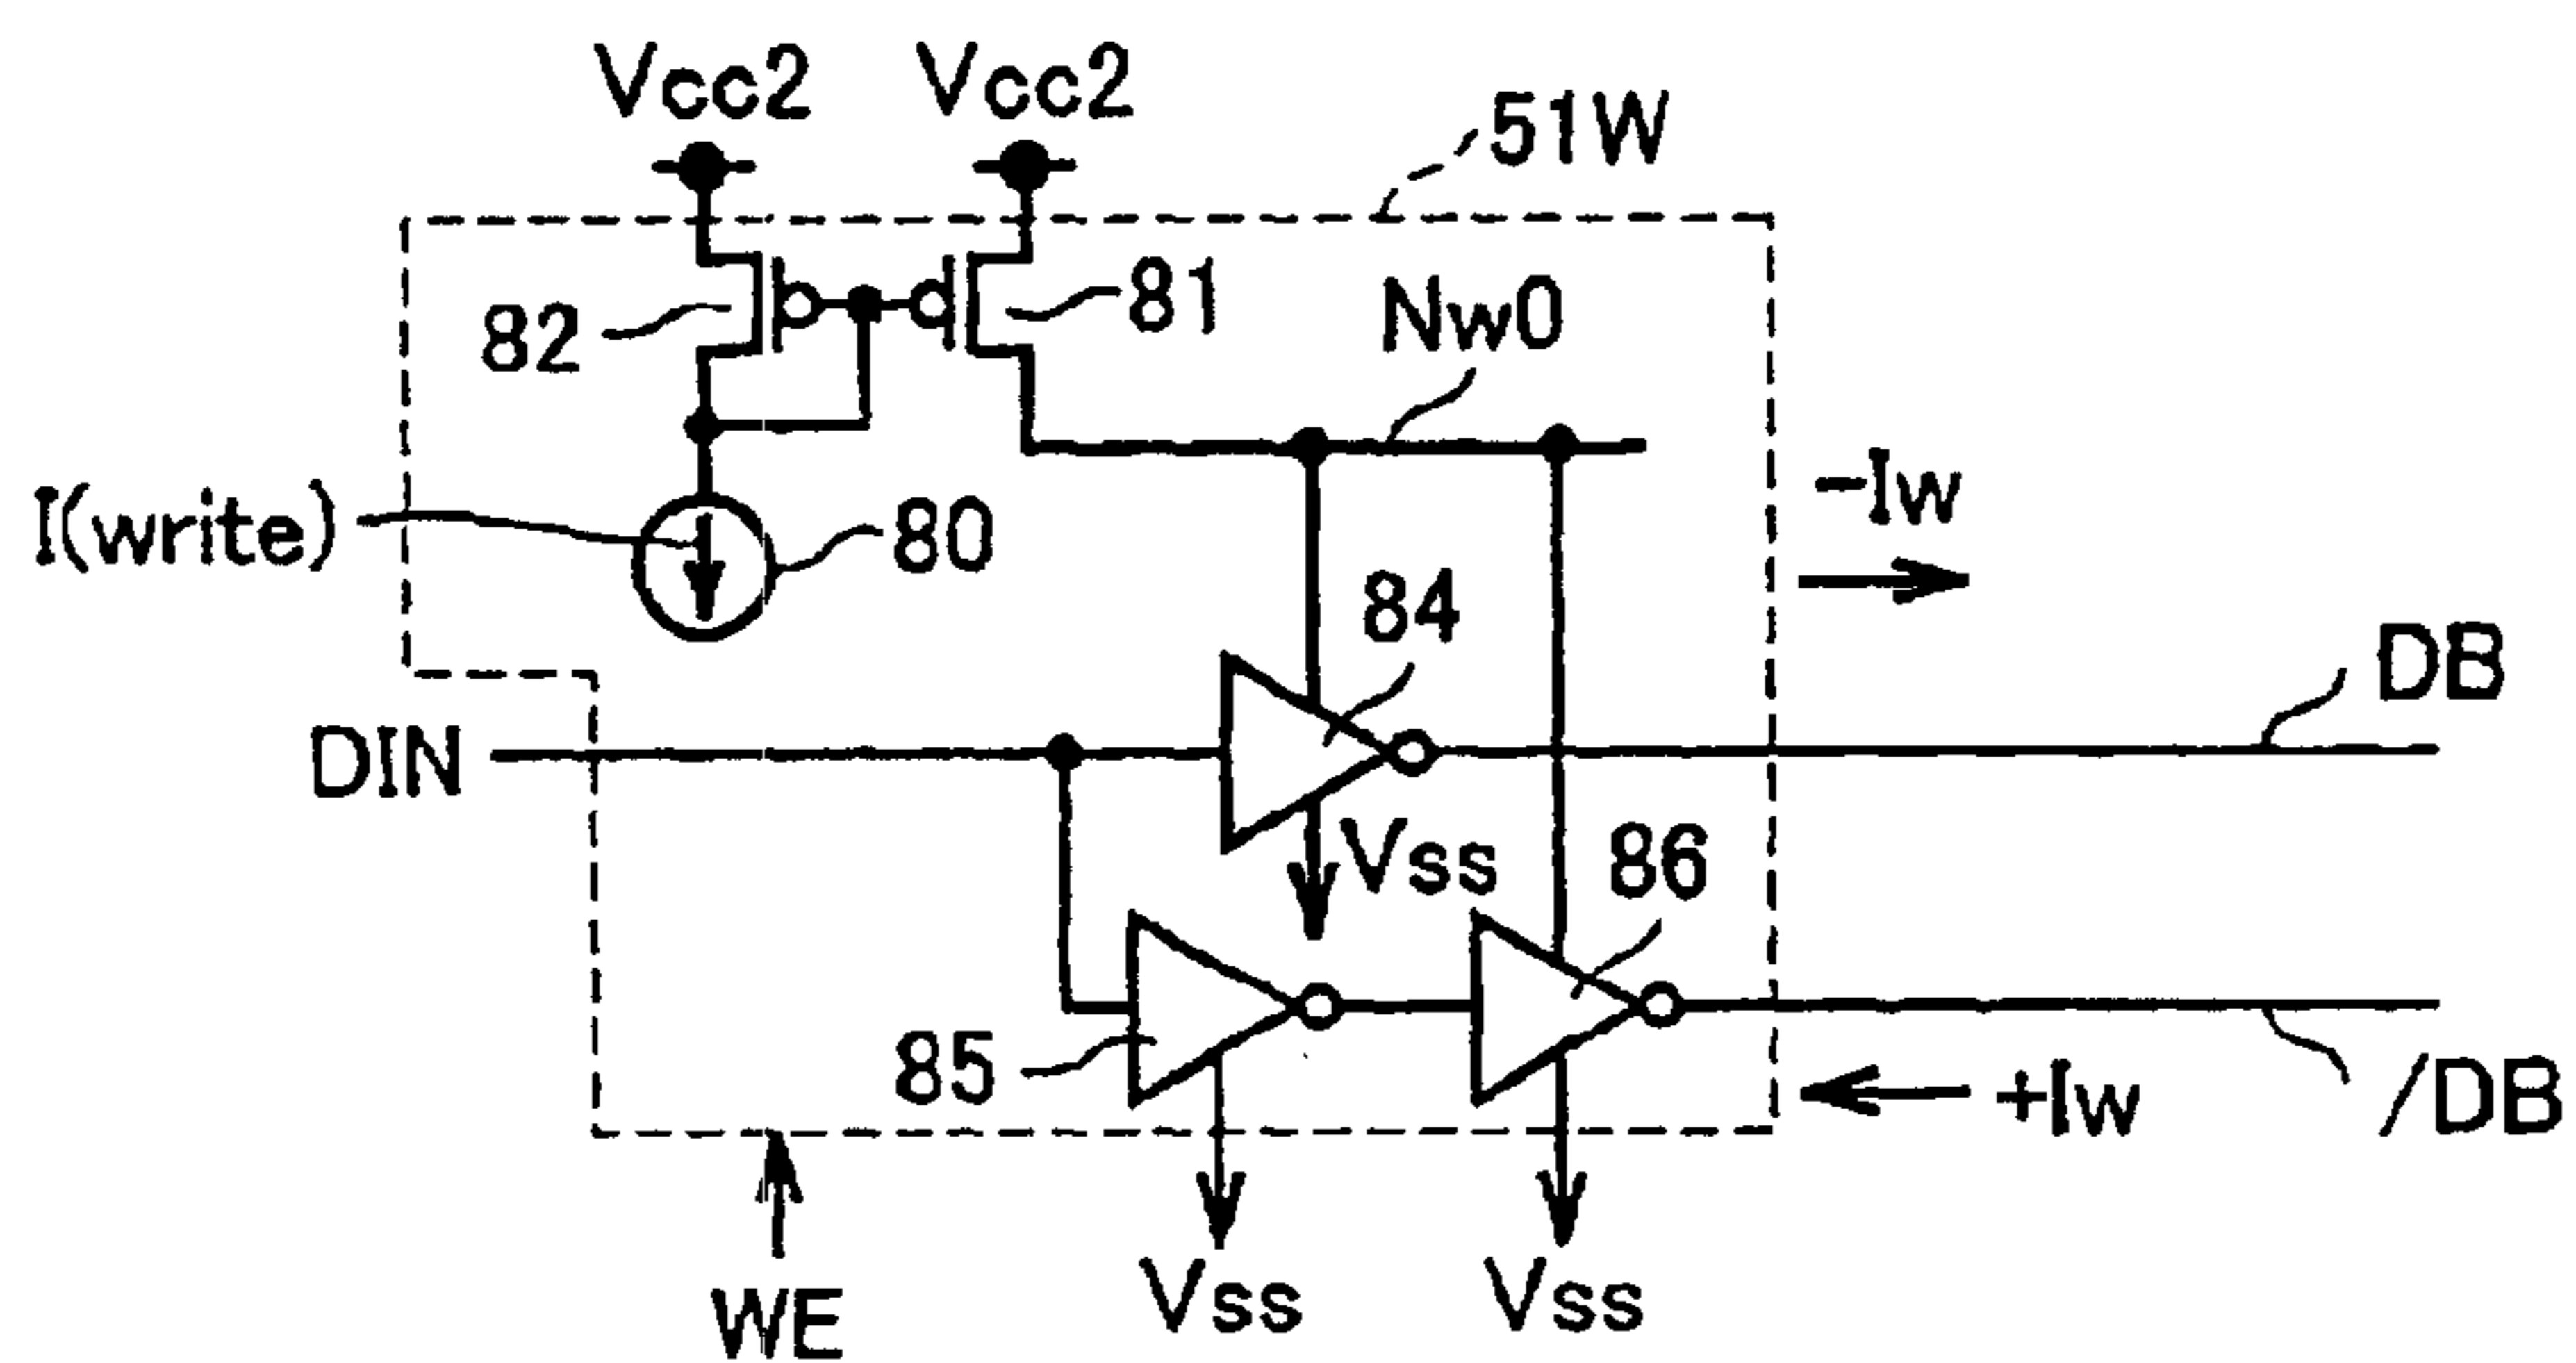 Vcc2 Vcc2
51W
82
81
Nw0
I(write)
80
-Iw
84
DB
DIN
Vss
86
85
+Iw
/DB
WE
Vss
Vss